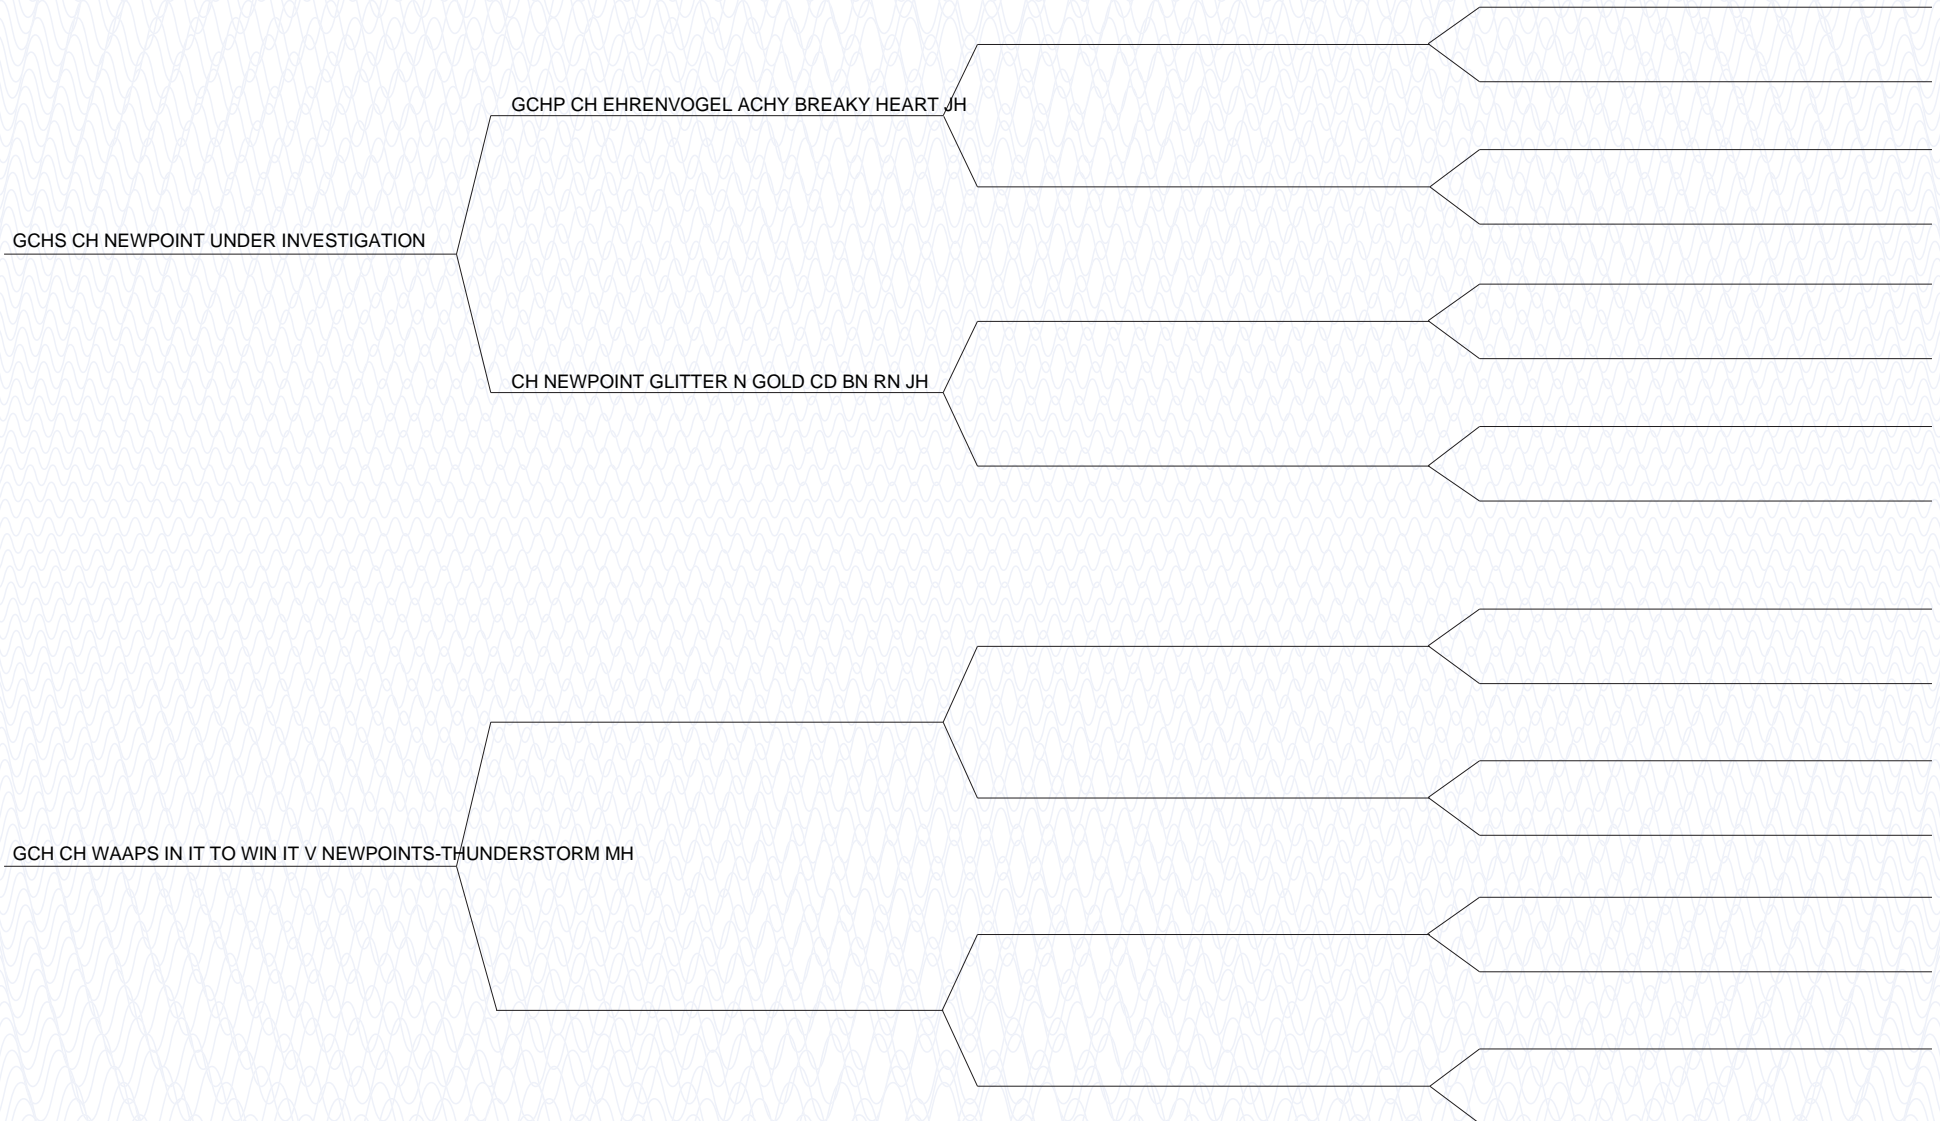 GCHP CH EHRENVOGEL ACHY BREAKY HEART JH
GCHS CH NEWPOINT UNDER INVESTIGATION
CH NEWPOINT GLITTER N GOLD CD BN RN JH
GCH CH WAAPS IN IT TO WIN IT V NEWPOINTS-THUNDERSTORM MH